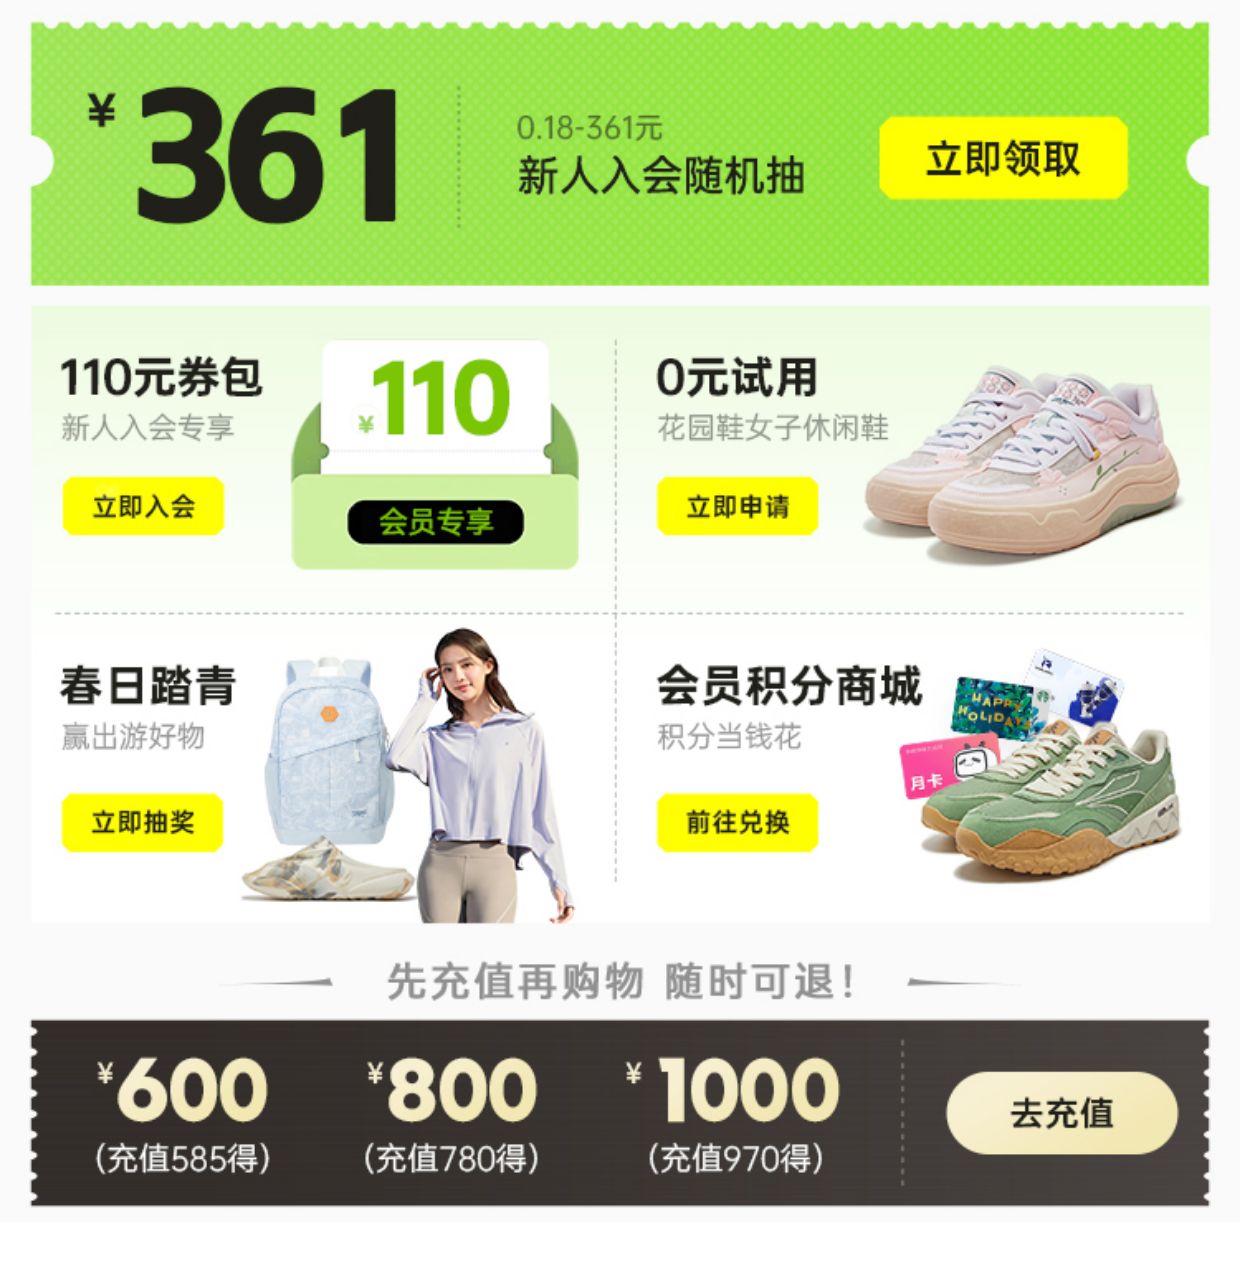 ¥361
0.18-361元
新人入会随机抽
立即领取
110元券包
新人入会专享
立即入会
¥110
会员专享
0元试用
花园鞋女子休闲鞋
立即申请
春日踏青
赢出游好物
立即抽奖
会员积分商城
积分当钱花
前往兑换
HAPPY
HOLIDAYS
月卡
先充值再购物 随时可退!
¥600
(充值585得)
¥800
(充值780得)
¥1000
(充值970得)
去充值